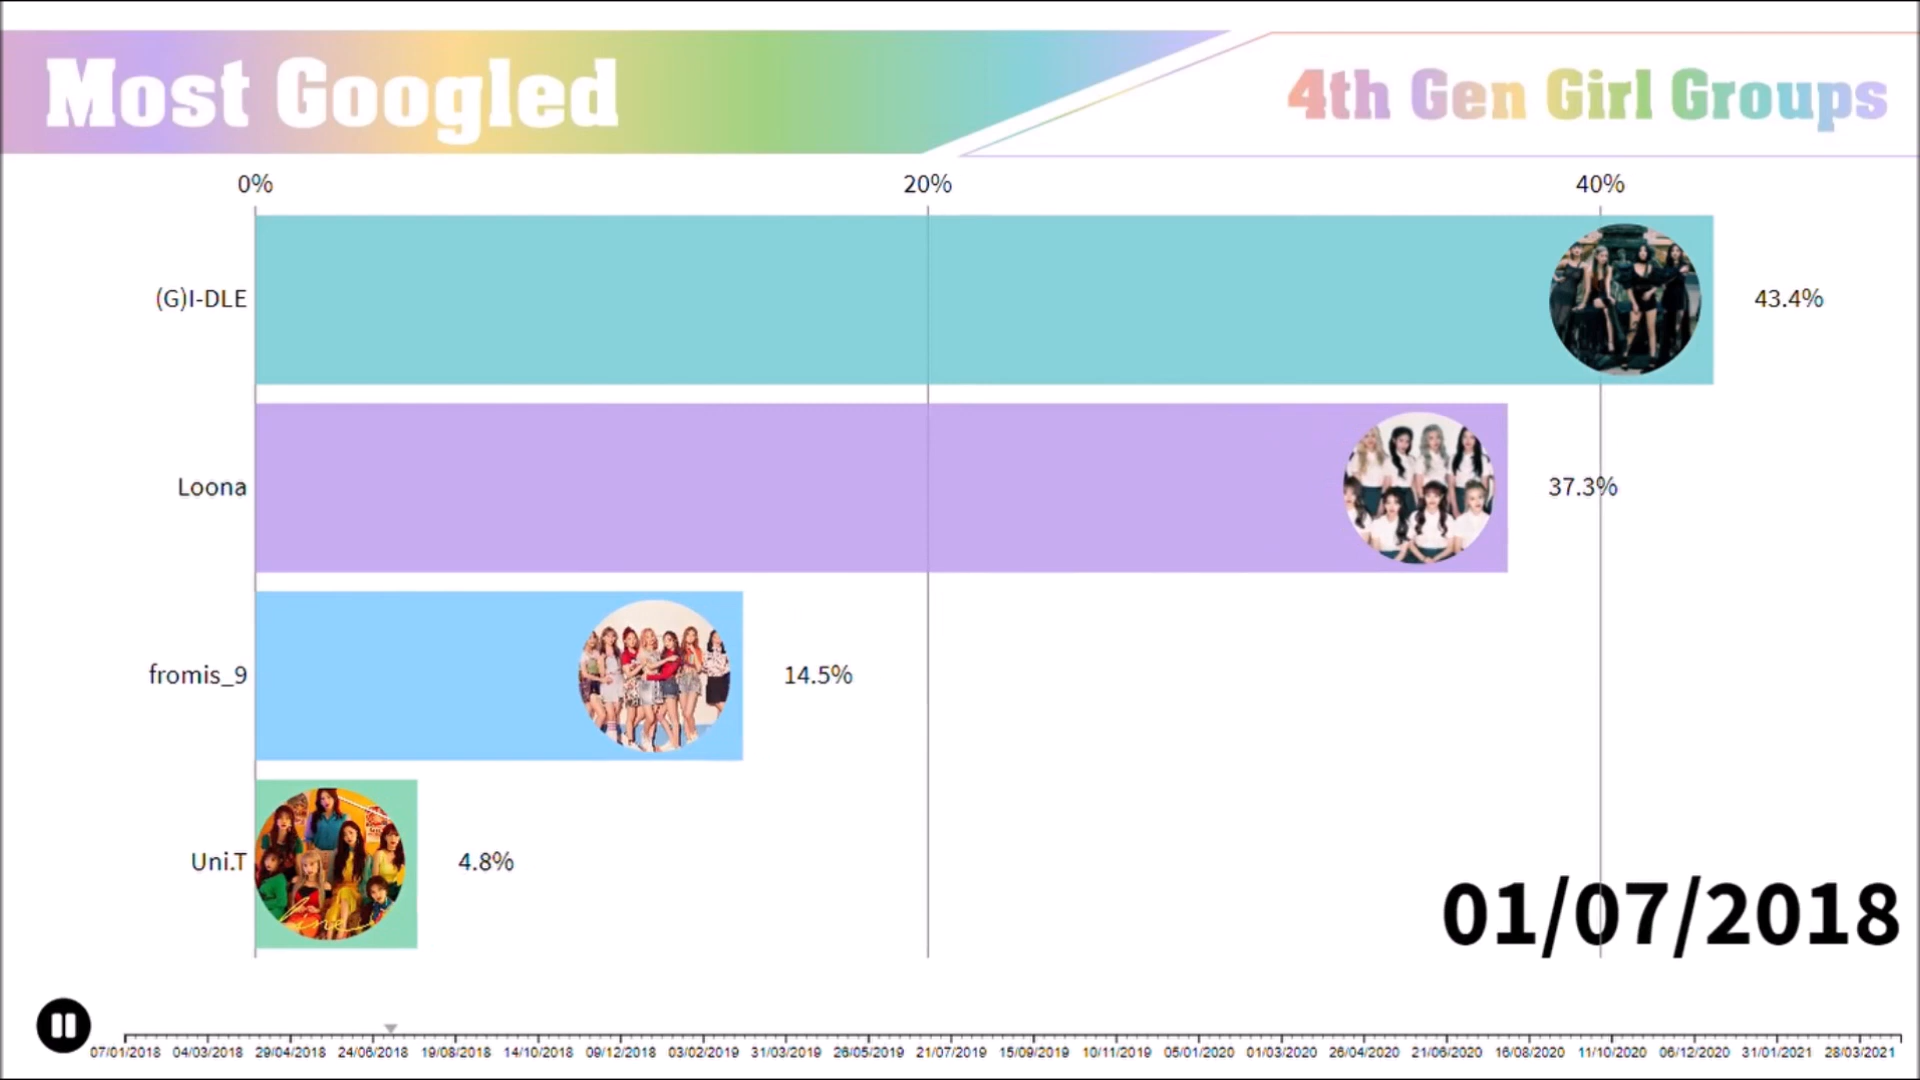 Most Googled
4th Gen Girl Groups
0% 20% 40%
(G)I-DLE 43.4%
Loona 37.3%
fromis_9 14.5%
Uni.T 4.8%
line
01/07/2018
07/01/2018 04/03/2018 29/04/2018 24/06/2018 19/08/2018 14/10/2018 09/12/2018 03/02/2019 31/03/2019 26/05/2019 21/07/2019 15/09/2019 10/11/2019 05/01/2020 01/03/2020 26/04/2020 21/06/2020 16/08/2020 11/10/2020 06/12/2020 31/01/2021 28/03/2021